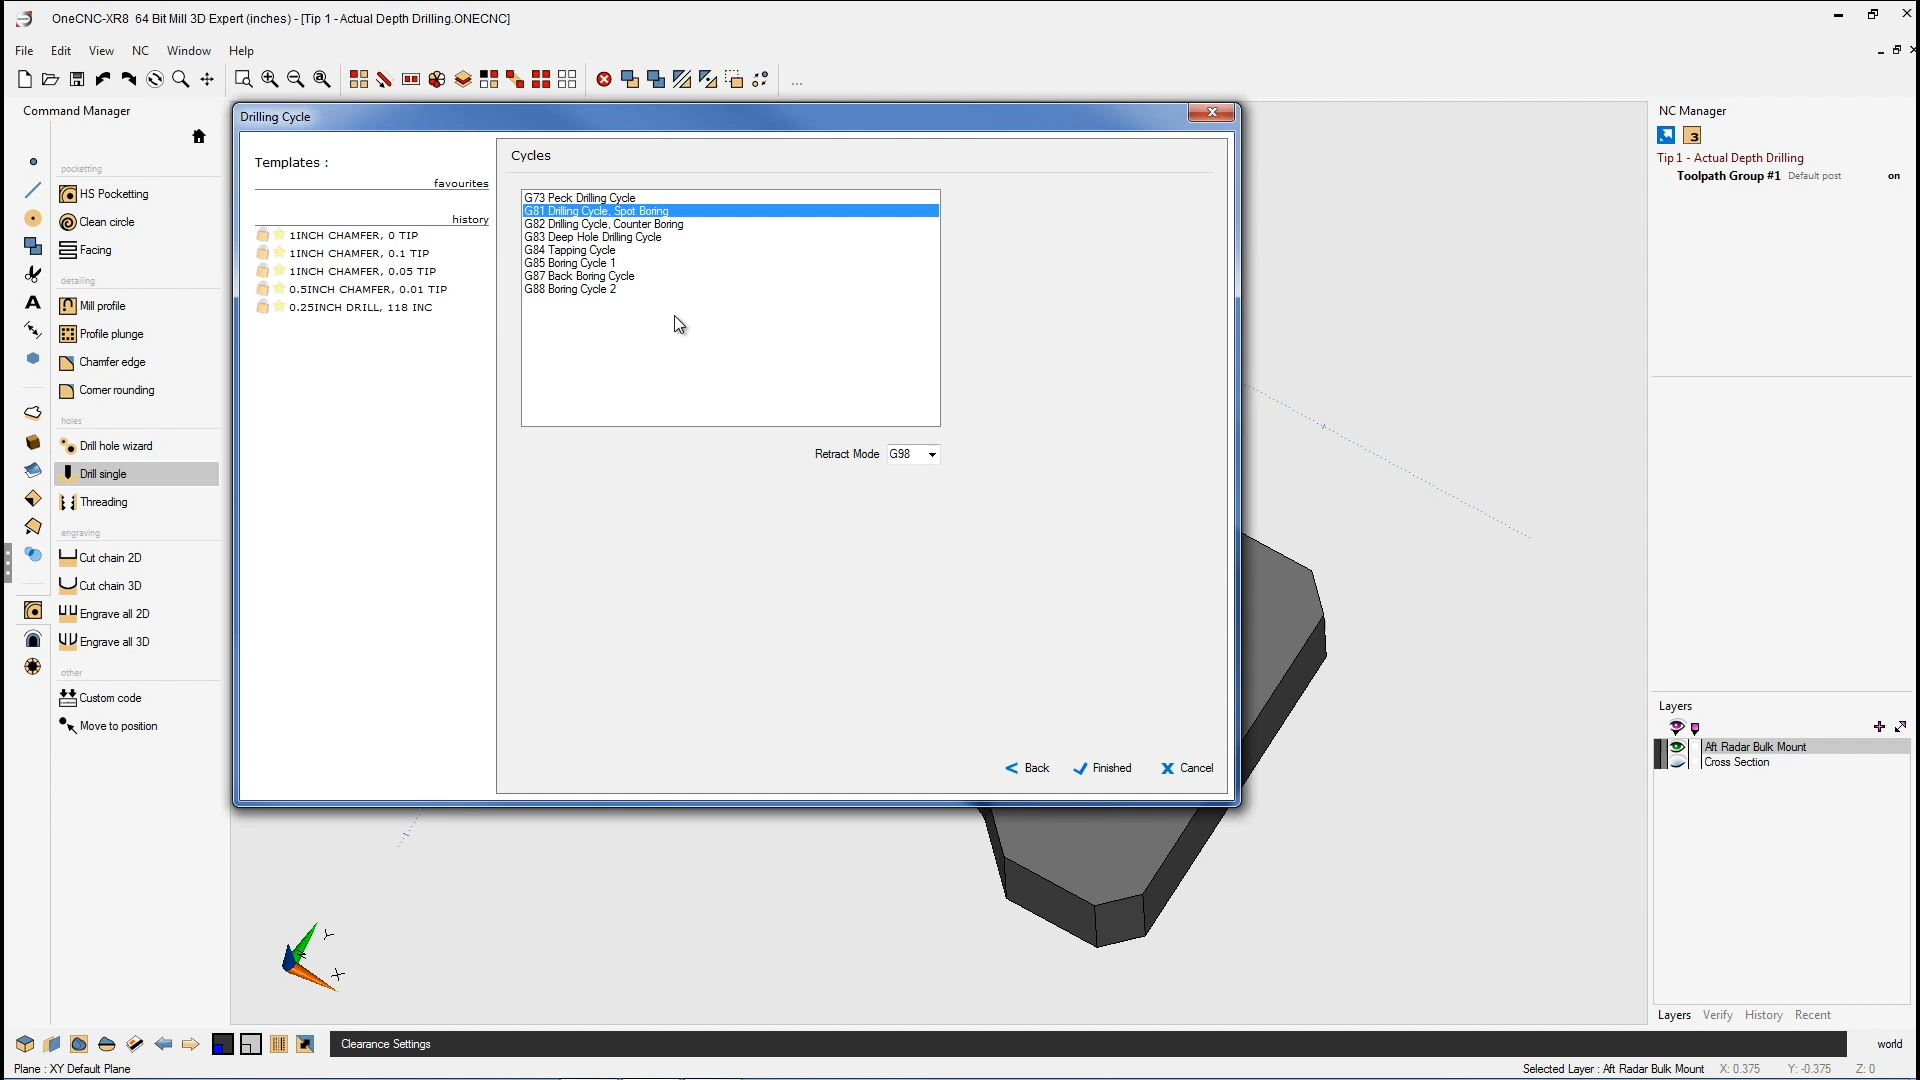 OneCNC-XR8 64 Bit Mill 3D Expert (inches) - [Tip 1 - Actual Depth Drilling.ONECNC]
File Edit View NC Window Help
Command Manager
pocketting
HS Pocketting
Clean circle
Facing
detailing
Mill profile
Profile plunge
Chamfer edge
Corner rounding
holes
Drill hole wizard
Drill single
Threading
engraving
Cut chain 2D
Cut chain 3D
Engrave all 2D
Engrave all 3D
other
Custom code
Move to position
Drilling Cycle
Templates :
favourites
history
1INCH CHAMFER, 0 TIP
1INCH CHAMFER, 0.1 TIP
1INCH CHAMFER, 0.05 TIP
0.5INCH CHAMFER, 0.01 TIP
0.25INCH DRILL, 118 INC
Cycles
G73 Peck Drilling Cycle
G81 Drilling Cycle, Spot Boring
G82 Drilling Cycle, Counter Boring
G83 Deep Hole Drilling Cycle
G84 Tapping Cycle
G85 Boring Cycle 1
G87 Back Boring Cycle
G88 Boring Cycle 2
Retract Mode G98
Back Finished Cancel
Y
X
NC Manager
3
Tip 1 - Actual Depth Drilling
Toolpath Group #1 Default post on
Layers
Aft Radar Bulk Mount
Cross Section
Layers Verify History Recent
Clearance Settings
world
Plane : XY Default Plane
Selected Layer : Aft Radar Bulk Mount X: 0.375 Y: -0.375 Z: 0